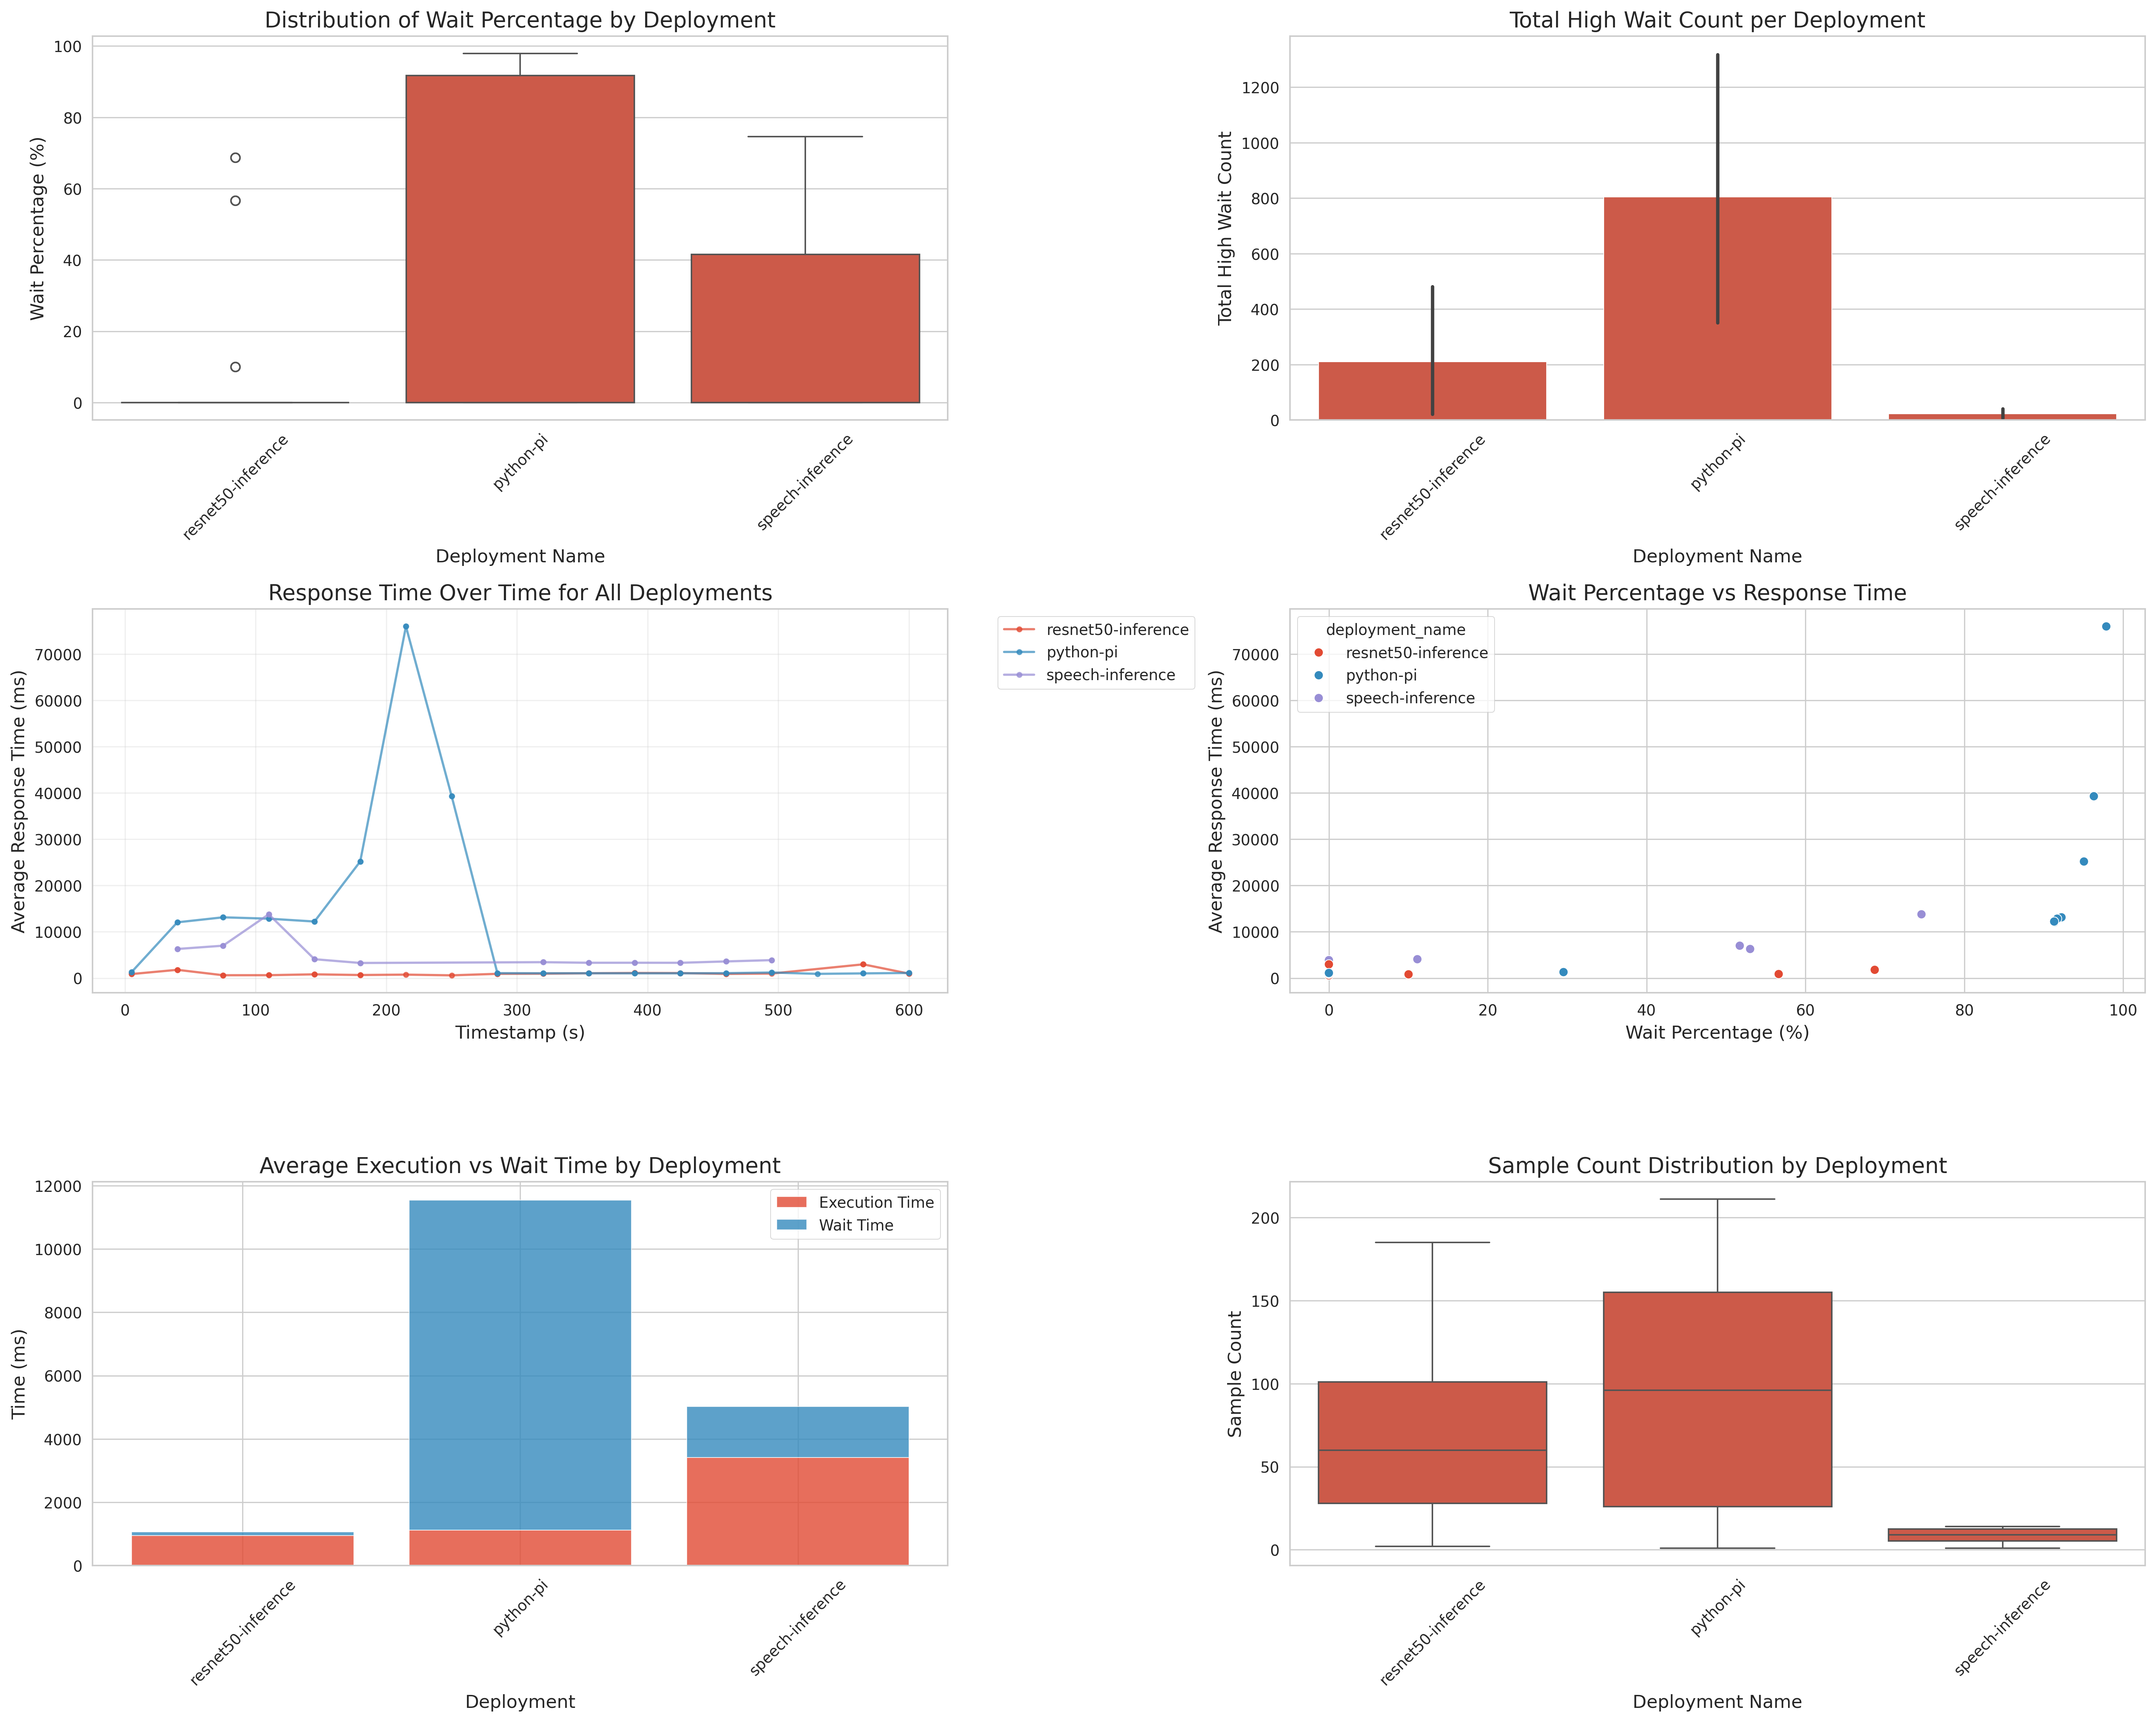 Distribution of Wait Percentage by Deployment
Wait Percentage (%)
100
80
60
40
20
0
resnet50-inference
python-pi
speech-inference
Deployment Name
Total High Wait Count per Deployment
Total High Wait Count
1200
1000
800
600
400
200
0
resnet50-inference
python-pi
speech-inference
Deployment Name
Response Time Over Time for All Deployments
Average Response Time (ms)
70000
60000
50000
40000
30000
20000
10000
0
0 100 200 300 400 500 600
Timestamp (s)
resnet50-inference
python-pi
speech-inference
Wait Percentage vs Response Time
Average Response Time (ms)
70000
60000
50000
40000
30000
20000
10000
0
deployment_name
resnet50-inference
python-pi
speech-inference
0 20 40 60 80 100
Wait Percentage (%)
Average Execution vs Wait Time by Deployment
Time (ms)
12000
10000
8000
6000
4000
2000
0
Execution Time
Wait Time
resnet50-inference
python-pi
speech-inference
Deployment
Sample Count Distribution by Deployment
Sample Count
200
150
100
50
0
resnet50-inference
python-pi
speech-inference
Deployment Name